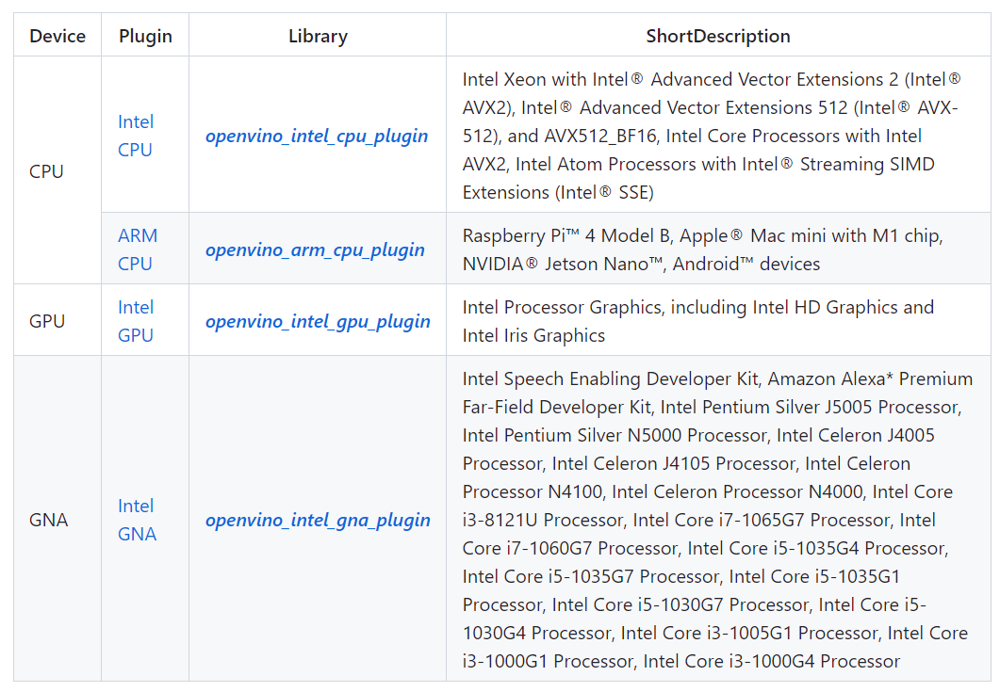 Device Plugin Library ShortDescription
CPU
Intel
CPU
openvino_intel_cpu_plugin
Intel Xeon with Intel® Advanced Vector Extensions 2 (Intel®
AVX2), Intel® Advanced Vector Extensions 512 (Intel® AVX-
512), and AVX512_BF16, Intel Core Processors with Intel
AVX2, Intel Atom Processors with Intel® Streaming SIMD
Extensions (Intel® SSE)
ARM
CPU
openvino_arm_cpu_plugin
Raspberry Pi™ 4 Model B, Apple® Mac mini with M1 chip,
NVIDIA® Jetson Nano™, Android™ devices
GPU
Intel
GPU
openvino_intel_gpu_plugin
Intel Processor Graphics, including Intel HD Graphics and
Intel Iris Graphics
GNA
Intel
GNA
openvino_intel_gna_plugin
Intel Speech Enabling Developer Kit, Amazon Alexa* Premium
Far-Field Developer Kit, Intel Pentium Silver J5005 Processor,
Intel Pentium Silver N5000 Processor, Intel Celeron J4005
Processor, Intel Celeron J4105 Processor, Intel Celeron
Processor N4100, Intel Celeron Processor N4000, Intel Core
i3-8121U Processor, Intel Core i7-1065G7 Processor, Intel
Core i7-1060G7 Processor, Intel Core i5-1035G4 Processor,
Intel Core i5-1035G7 Processor, Intel Core i5-1035G1
Processor, Intel Core i5-1030G7 Processor, Intel Core i5-
1030G4 Processor, Intel Core i3-1005G1 Processor, Intel Core
i3-1000G1 Processor, Intel Core i3-1000G4 Processor